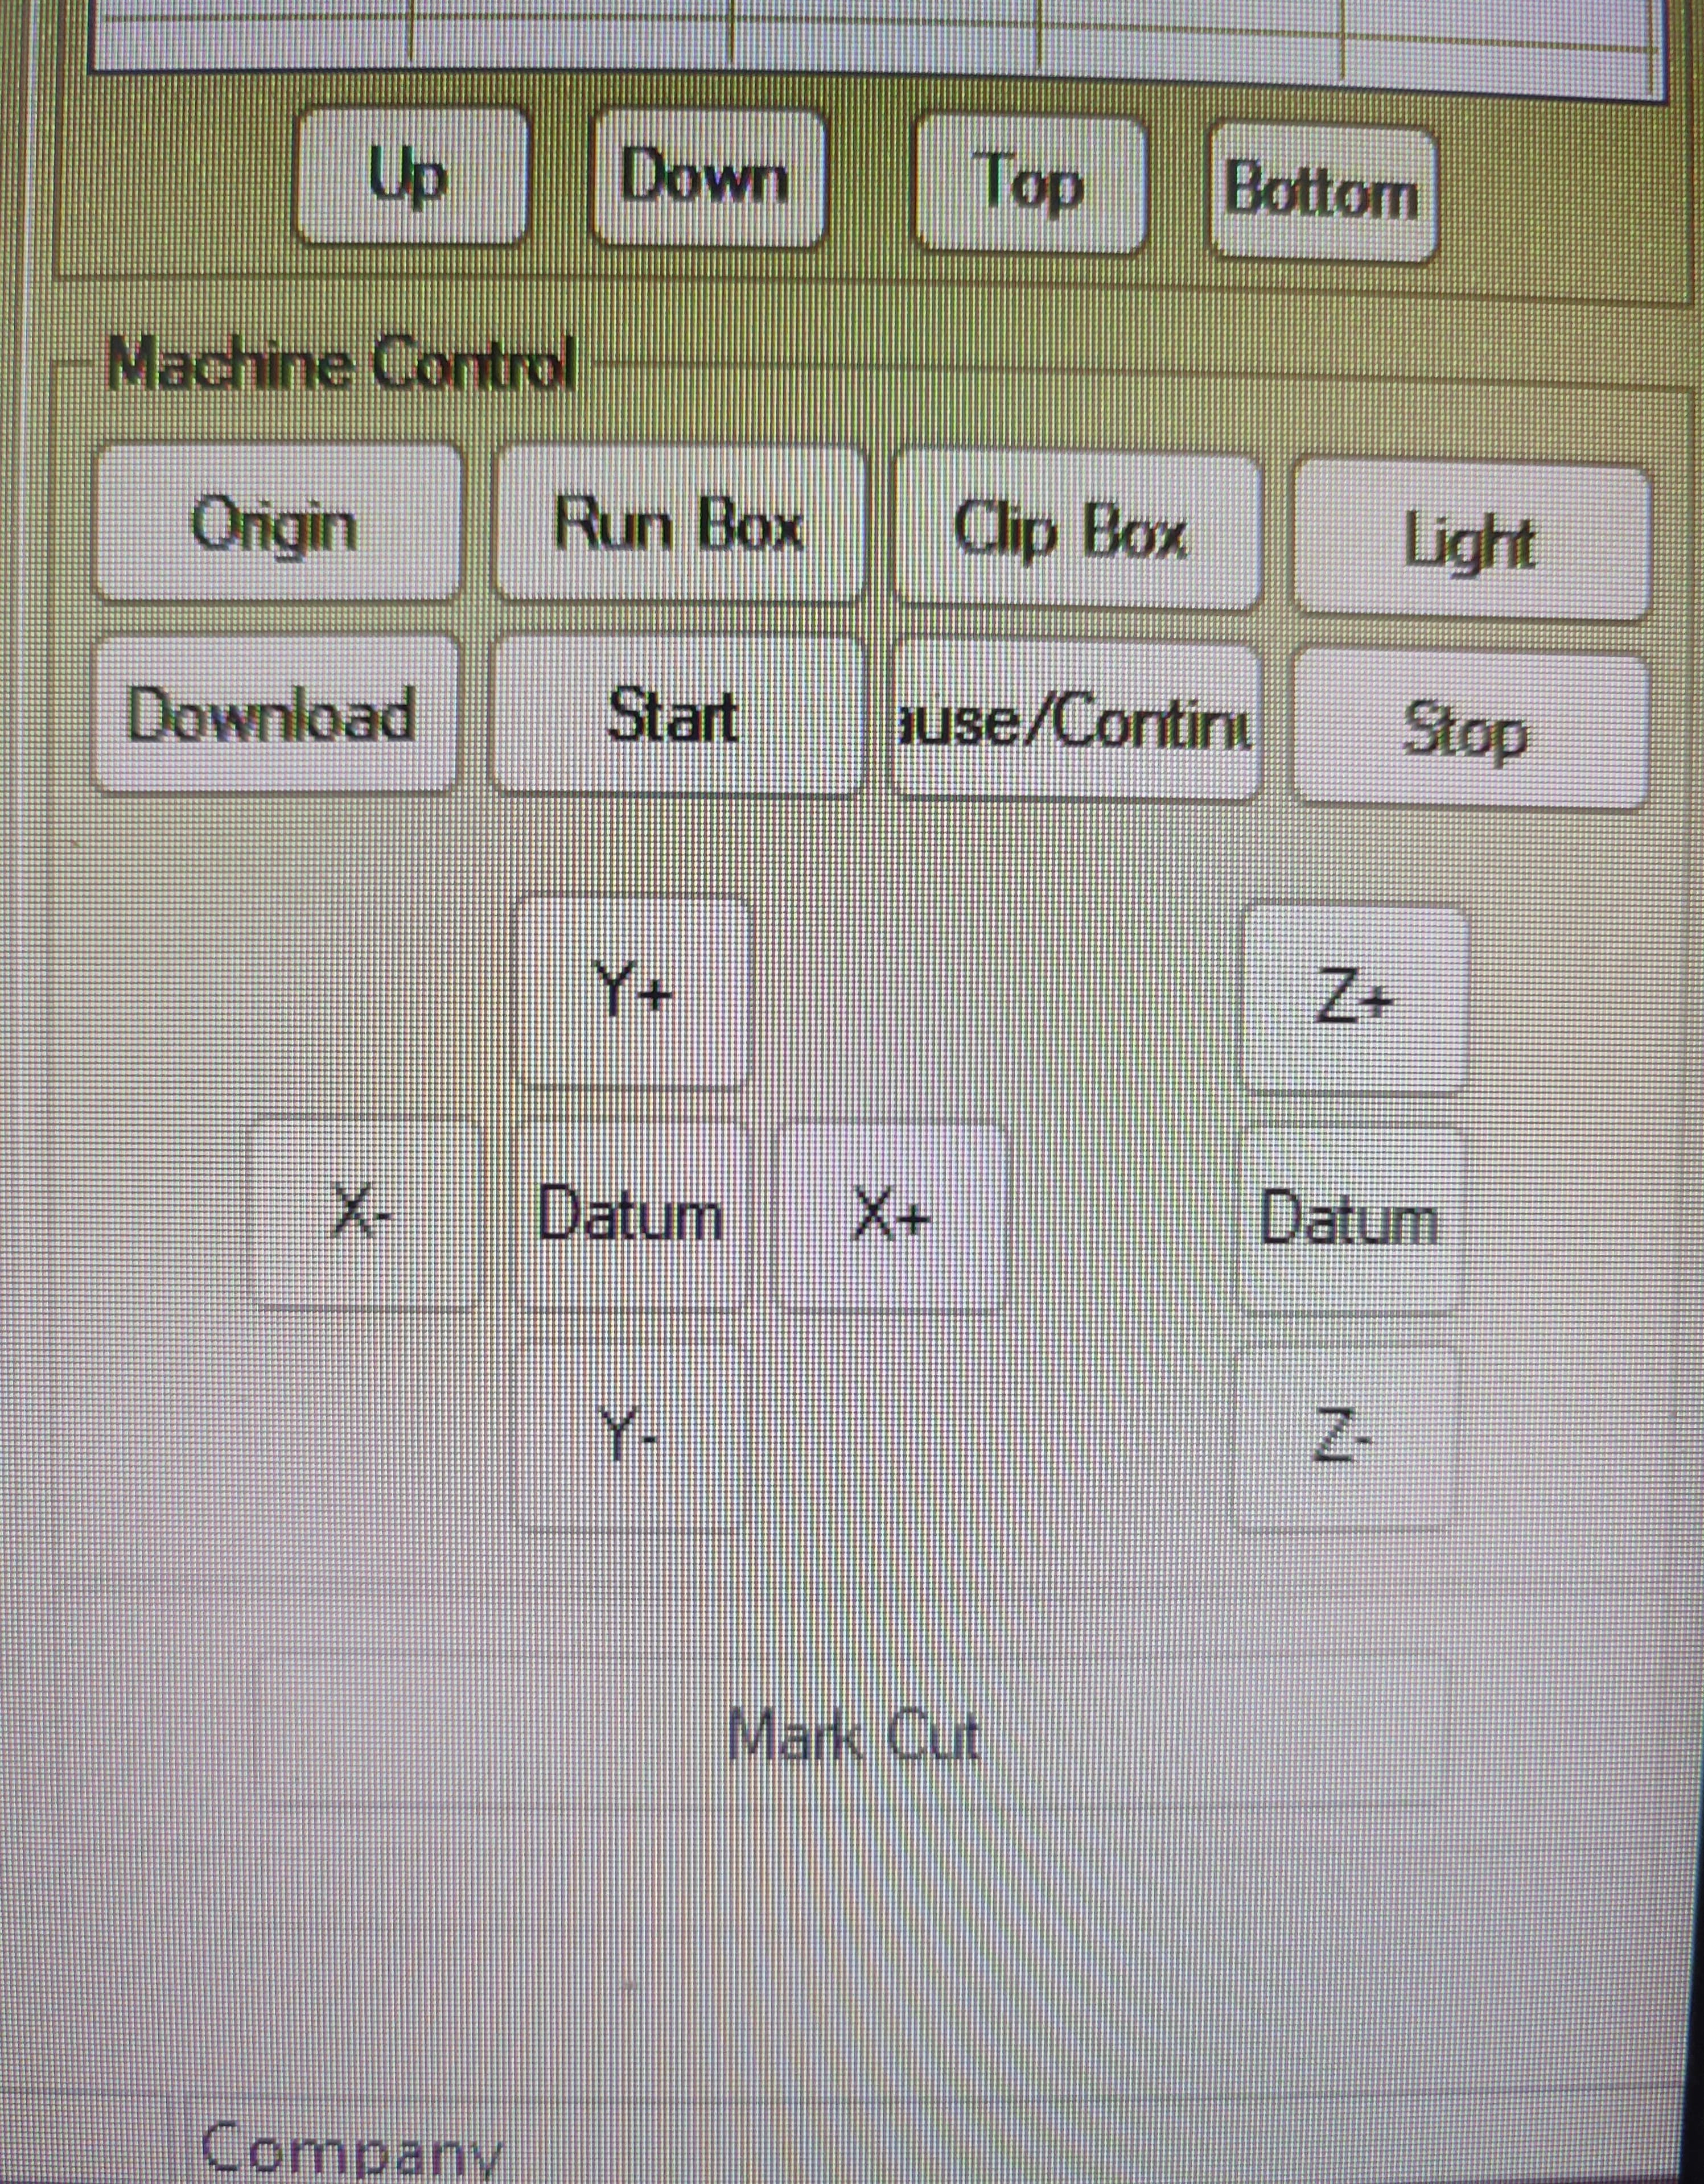 Up Down Top Bottom
Machine Control
Origin Run Box Clip Box Light
Download Start ause/Continu Stop
Y+ Z+
X- Datum X+ Datum
Y- Z-
Mark Cut
Company